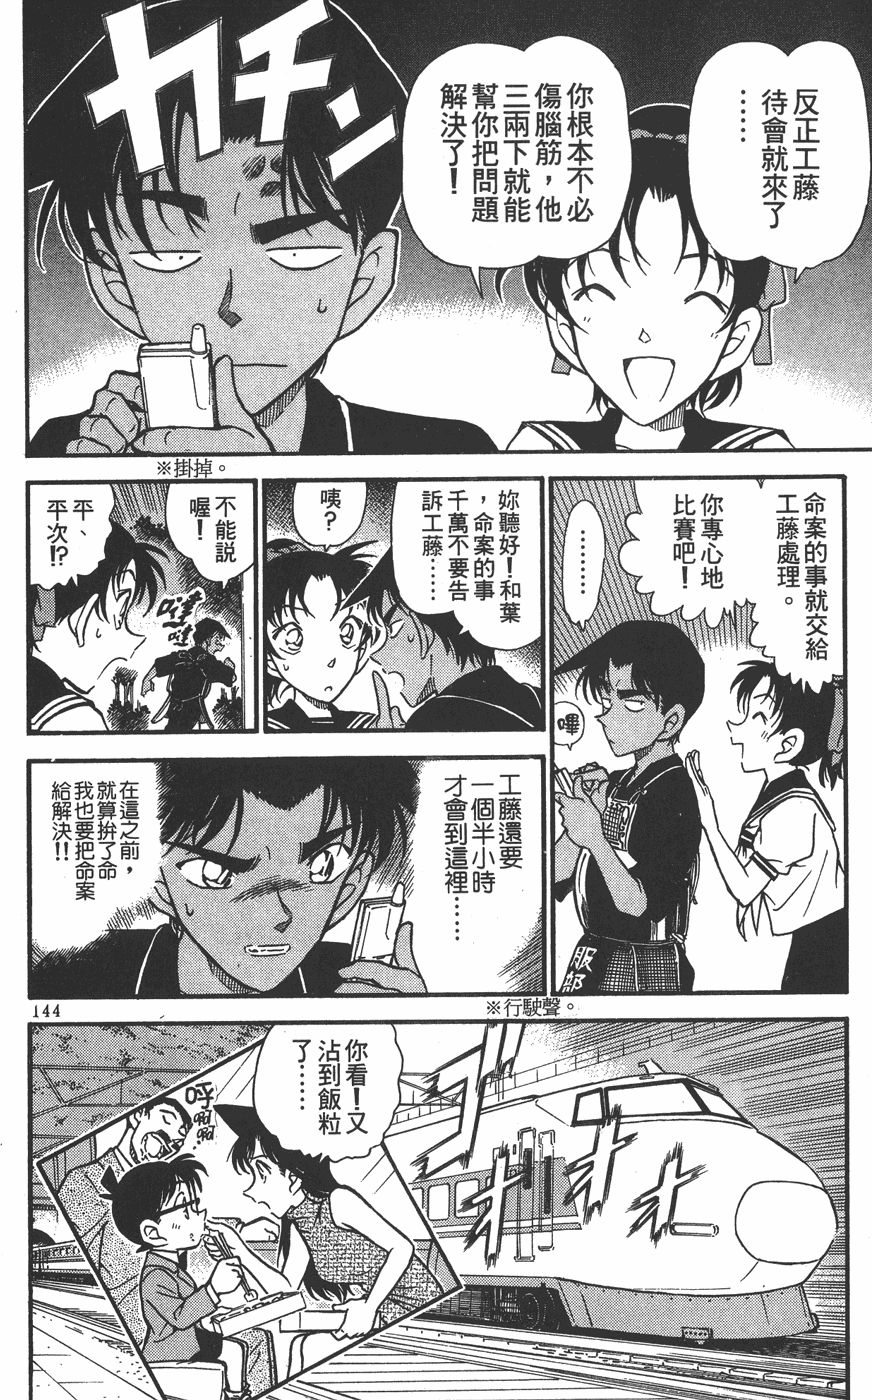 反正工藤
待會就來了
……
你根本不必
傷腦筋，他
三兩下就能
幫你把問題
解決了！
カチン
※掛掉。
命案的事就交給
工藤處理。
你專心地
比賽吧！
………
嗶
服部
妳聽好！和葉
，命案的事
千萬不要告
訴工藤……
咦？
不能說
喔！
噠
噠
平、
平次!?
工藤還要
一個半小時
才會到這裡
……
在這之前，
就算拚了命
我也要把命案
給解決!!
144
※行駛聲。
ガガガガ
你看！又
沾到飯粒
了……
呼
啊啊